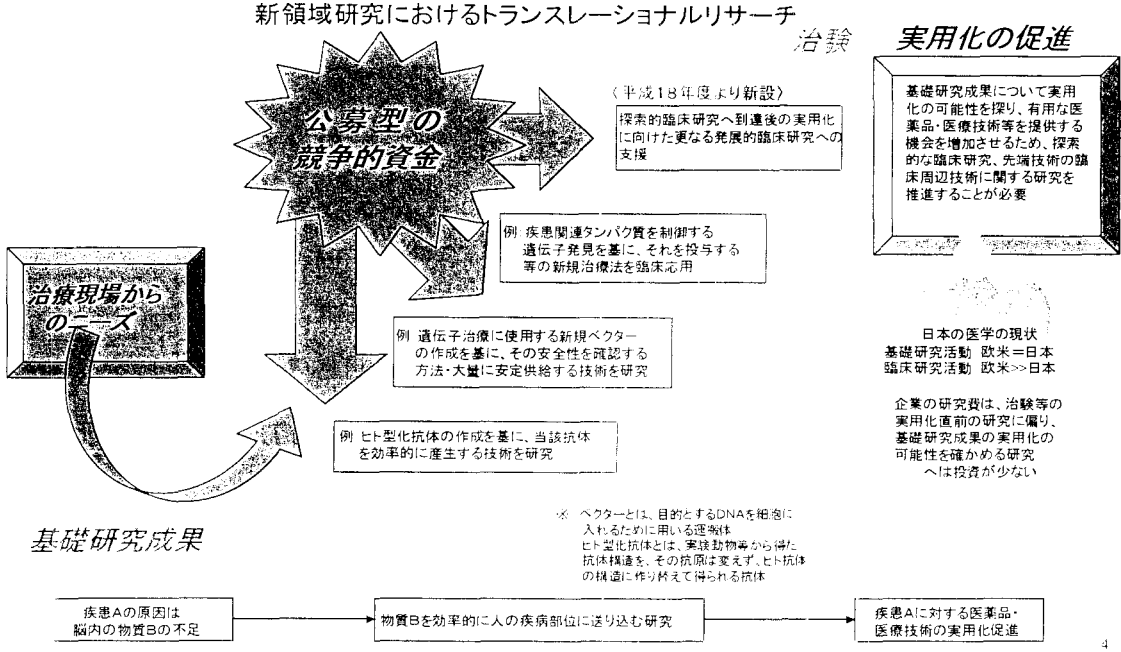 新領域研究におけるトランスレーショナルリサーチ
治験
実用化の促進
公募型の
競争的資金
〈平成18年度より新設〉
探索的臨床研究へ到達後の実用化
に向けた更なる発展的臨床研究への
支援
基礎研究成果について実用
化の可能性を探り、有用な医
薬品・医療技術等を提供する
機会を増加させるため、探索
的な臨床研究、先端技術の臨
床周辺技術に関する研究を
推進することが必要
例 疾患関連タンパク質を制御する
遺伝子発見を基に、それを投与する
等の新規治療法を臨床応用
治療現場から
のニーズ
例 遺伝子治療に使用する新規ベクター
の作成を基に、その安全性を確認する
方法・大量に安定供給する技術を研究
日本の医学の現状
基礎研究活動 欧米＝日本
臨床研究活動 欧米>>日本
例 ヒト型化抗体の作成を基に、当該抗体
を効率的に産生する技術を研究
企業の研究費は、治験等の
実用化直前の研究に偏り、
基礎研究成果の実用化の
可能性を確かめる研究
へは投資が少ない
基礎研究成果
※ ベクターとは、目的とするDNAを細胞に
入れるために用いる運搬体
ヒト型化抗体とは、実験動物等から得た
抗体構造を、その抗原は変えず、ヒト抗体
の構造に作り替えて得られる抗体
疾患Aの原因は
脳内の物質Bの不足
物質Bを効率的に人の疾病部位に送り込む研究
疾患Aに対する医薬品・
医療技術の実用化促進
4